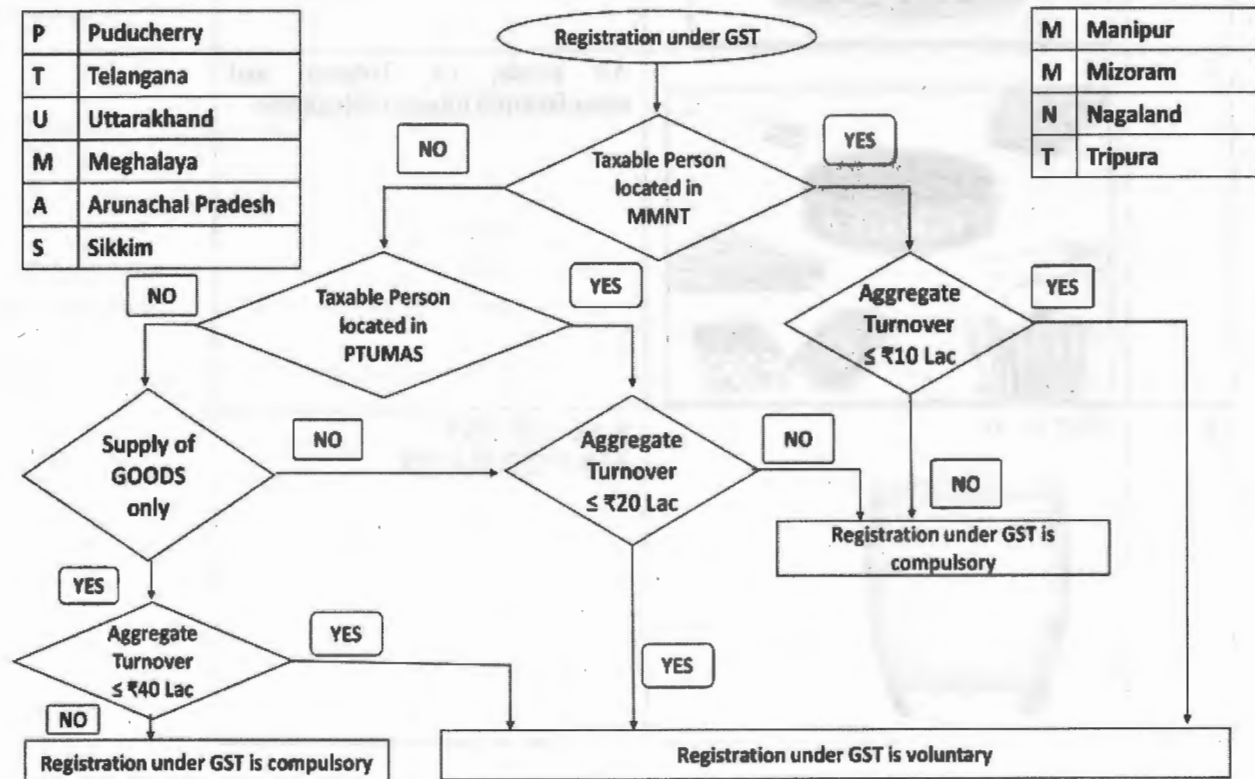 P Puducherry
T Telangana
U Uttarakhand
M Meghalaya
A Arunachal Pradesh
S Sikkim
Registration under GST
M Manipur
M Mizoram
N Nagaland
T Tripura
NO
YES
Taxable Person
located in
MMNT
NO
YES
Taxable Person
located in
PTUMAS
YES
Aggregate
Turnover
≤ ₹10 Lac
Supply of
GOODS
only
NO
Aggregate
Turnover
≤ ₹20 Lac
NO
NO
Registration under GST is
compulsory
YES
Aggregate
Turnover
≤ ₹40 Lac
YES
YES
NO
Registration under GST is compulsory
Registration under GST is voluntary